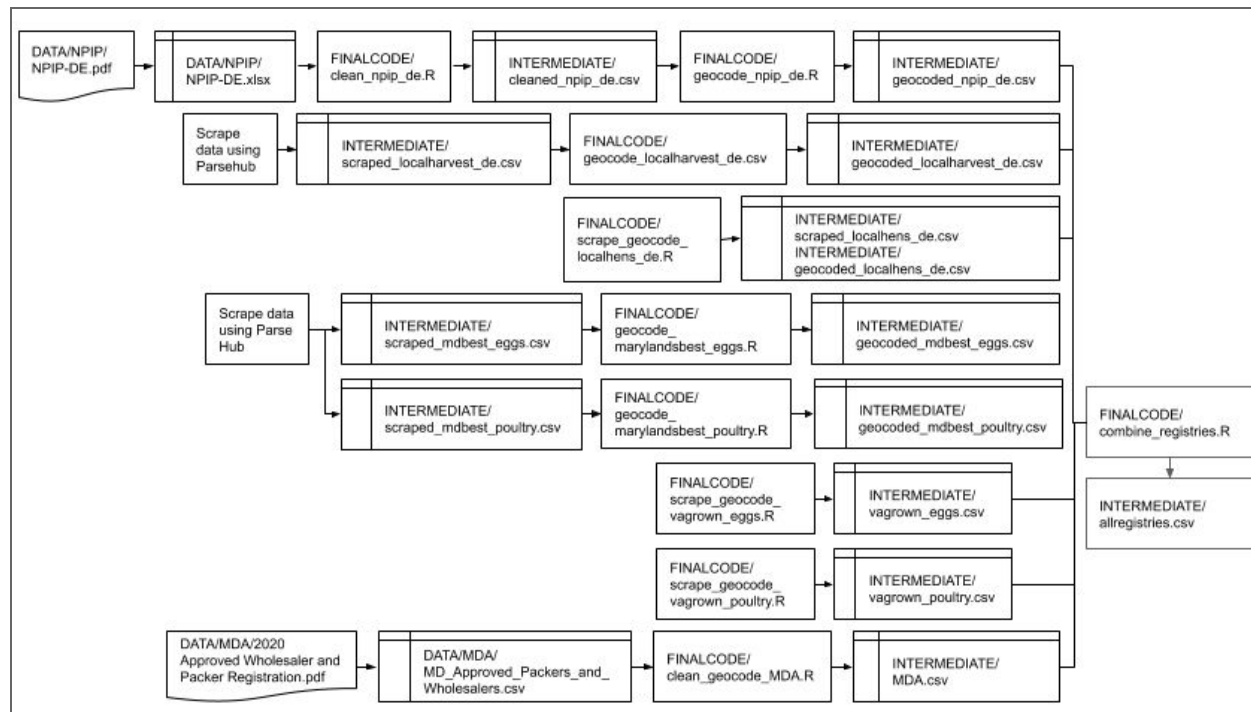 DATA/NPIP/
NPIP-DE.pdf
DATA/NPIP/
NPIP-DE.xlsx
FINALCODE/
clean_npip_de.R
INTERMEDIATE/
cleaned_npip_de.csv
FINALCODE/
geocode_npip_de.R
INTERMEDIATE/
geocoded_npip_de.csv
Scrape
data using
Parsehub
INTERMEDIATE/
scraped_localharvest_de.csv
FINALCODE/
geocode_localharvest_de.csv
INTERMEDIATE/
geocoded_localharvest_de.csv
FINALCODE/
scrape_geocode_
localhens_de.R
INTERMEDIATE/
scraped_localhens_de.csv
INTERMEDIATE/
geocoded_localhens_de.csv
Scrape data
using Parse
Hub
INTERMEDIATE/
scraped_mdbest_eggs.csv
FINALCODE/
geocode_
marylandsbest_eggs.R
INTERMEDIATE/
geocoded_mdbest_eggs.csv
INTERMEDIATE/
scraped_mdbest_poultry.csv
FINALCODE/
geocode_
marylandsbest_poultry.R
INTERMEDIATE/
geocoded_mdbest_poultry.csv
FINALCODE/
combine_registries.R
INTERMEDIATE/
allregistries.csv
FINALCODE/
scrape_geocode_
vagrown_eggs.R
INTERMEDIATE/
vagrown_eggs.csv
FINALCODE/
scrape_geocode_
vagrown_poultry.R
INTERMEDIATE/
vagrown_poultry.csv
DATA/MDA/2020
Approved Wholesaler and
Packer Registration.pdf
DATA/MDA/
MD_Approved_Packers_and_
Wholesalers.csv
FINALCODE/
clean_geocode_MDA.R
INTERMEDIATE/
MDA.csv